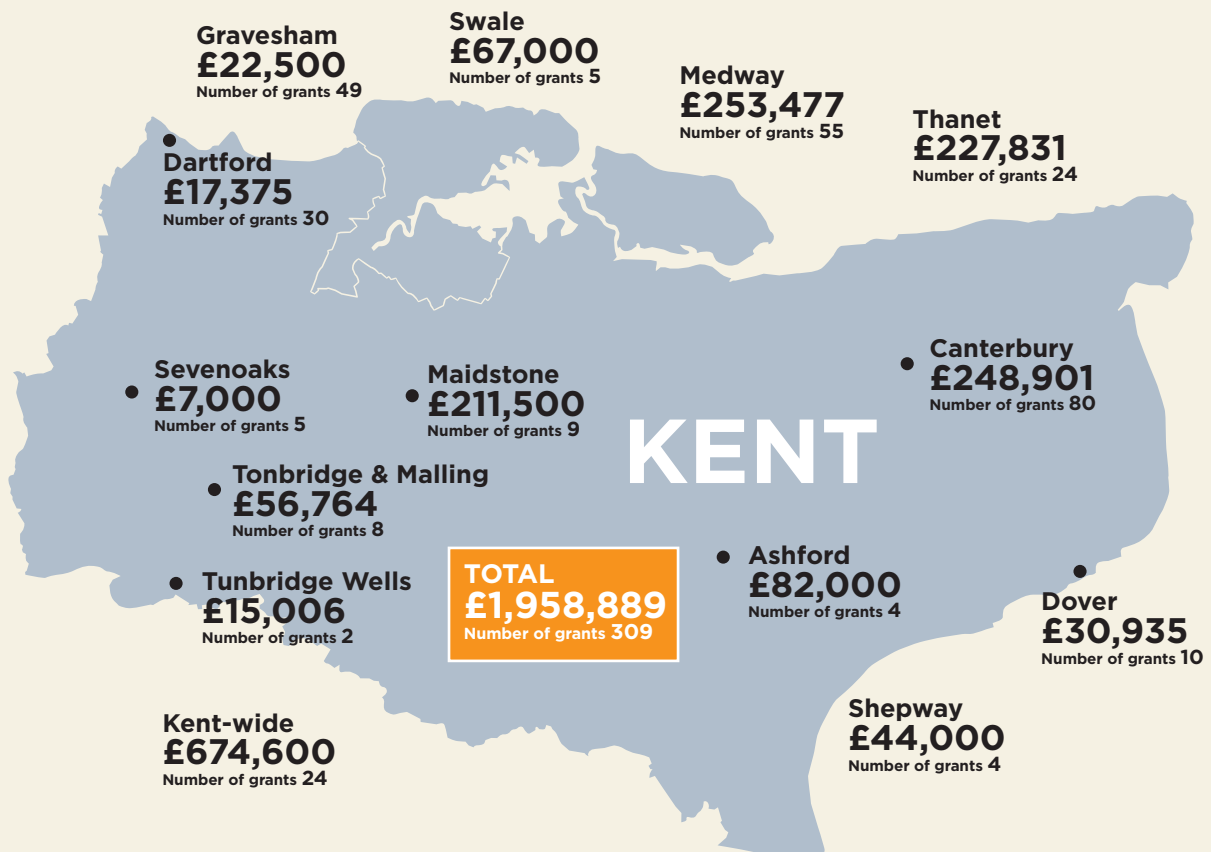 Gravesham
£22,500
Number of grants 49
Swale
£67,000
Number of grants 5
Medway
£253,477
Number of grants 55
Thanet
£227,831
Number of grants 24
Dartford
£17,375
Number of grants 30
Sevenoaks
£7,000
Number of grants 5
Maidstone
£211,500
Number of grants 9
Canterbury
£248,901
Number of grants 80
KENT
Tonbridge & Malling
£56,764
Number of grants 8
Tunbridge Wells
£15,006
Number of grants 2
TOTAL
£1,958,889
Number of grants 309
Ashford
£82,000
Number of grants 4
Dover
£30,935
Number of grants 10
Kent-wide
£674,600
Number of grants 24
Shepway
£44,000
Number of grants 4